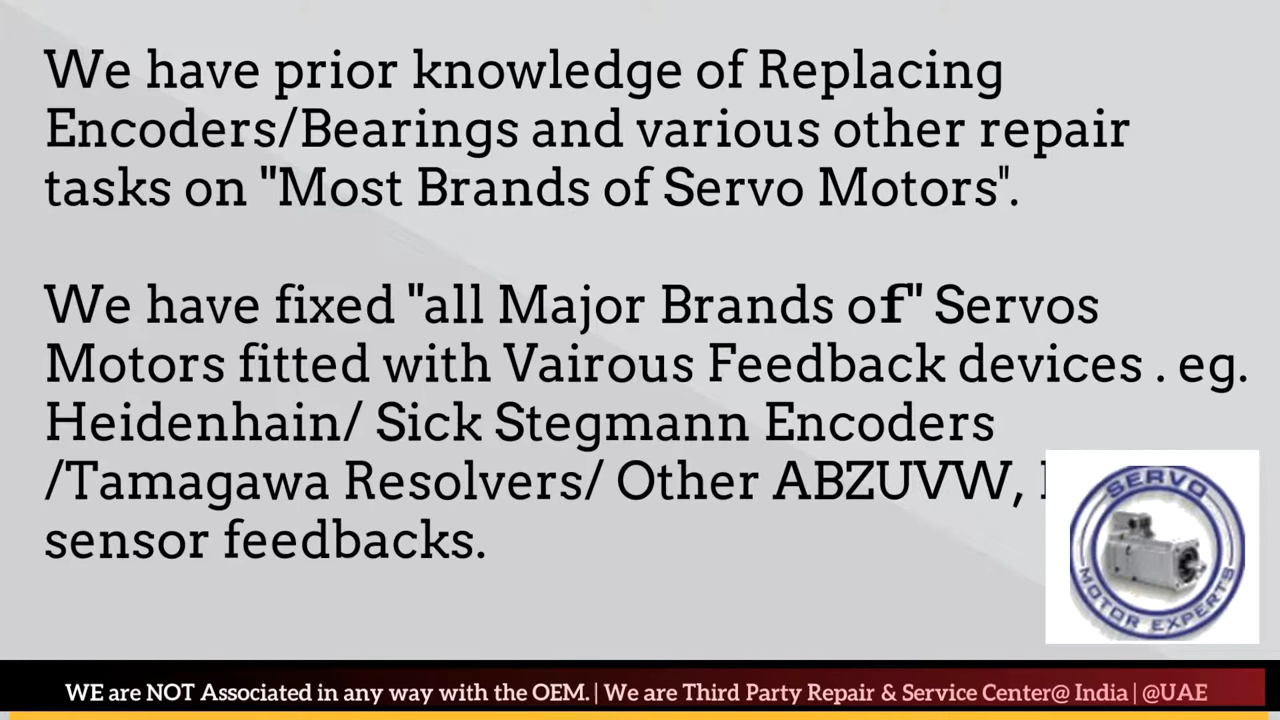 We have prior knowledge of Replacing
Encoders/Bearings and various other repair
tasks on "Most Brands of Servo Motors".
We have fixed "all Major Brands of" Servos
Motors fitted with Vairous Feedback devices . eg.
Heidenhain/ Sick Stegmann Encoders
/Tamagawa Resolvers/ Other ABZUVW,
sensor feedbacks.
SERVO
MOTOR EXPERTS
WE are NOT Associated in any way with the OEM. | We are Third Party Repair & Service Center@ India | @UAE